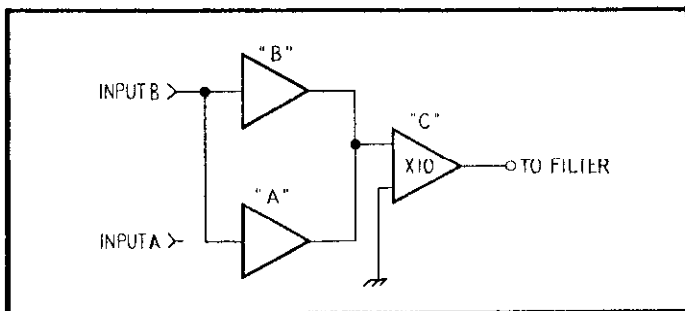 "B"
INPUT B
"C"
X10
TO FILTER
"A"
INPUT A